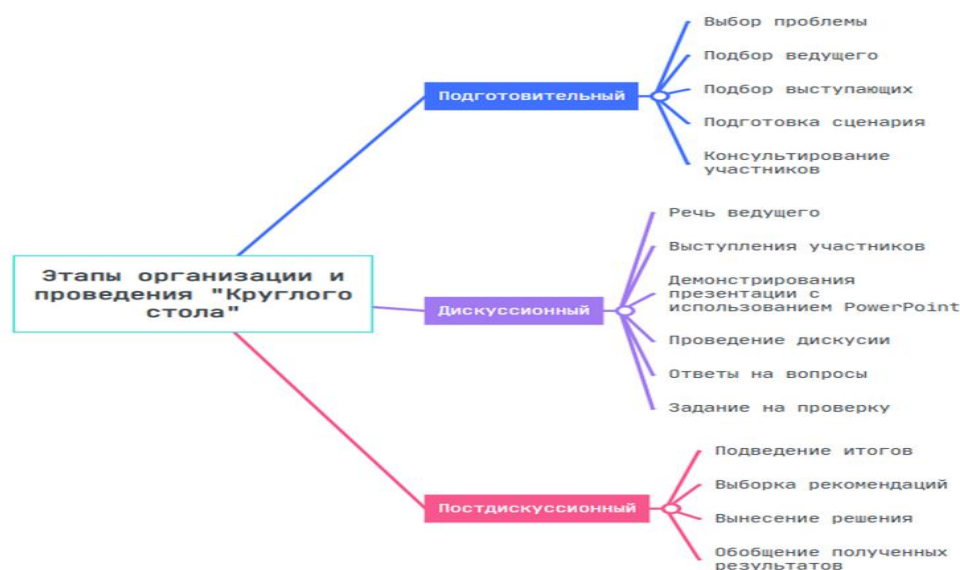 Этапы организации и
проведения "Круглого
стола"
Подготовительный
Выбор проблемы
Подбор ведущего
Подбор выступающих
Подготовка сценария
Консультирование
участников
Дискуссионный
Речь ведущего
Выступления участников
Демонстрирования
презентации с
использованием PowerPoint
Проведение дискусии
Ответы на вопросы
Задание на проверку
Постдискуссионный
Подведение итогов
Выборка рекомендаций
Вынесение решения
Обобщение полученных
результатов